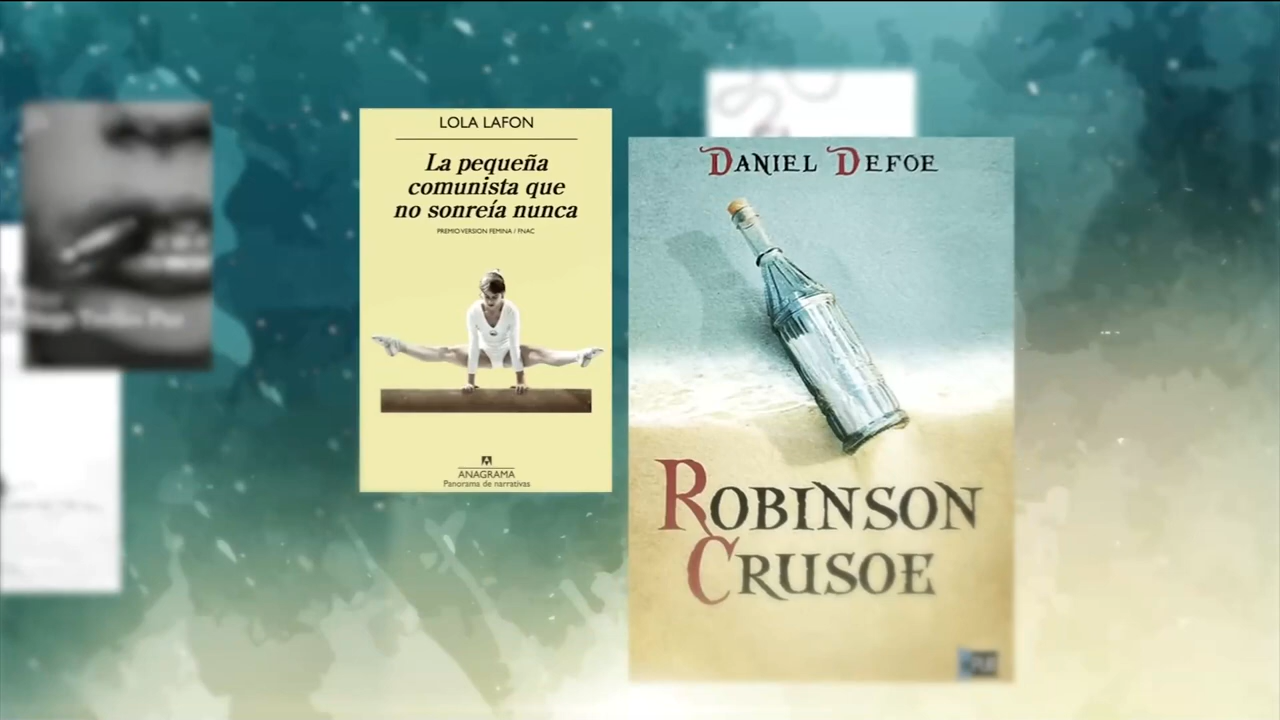 LOLA LAFON
La pequeña
comunista que
no sonreía nunca
PREMIO VERSION FEMINA / FNAC
ANAGRAMA
Panorama de narrativas
DANIEL DEFOE
ROBINSON
CRUSOE